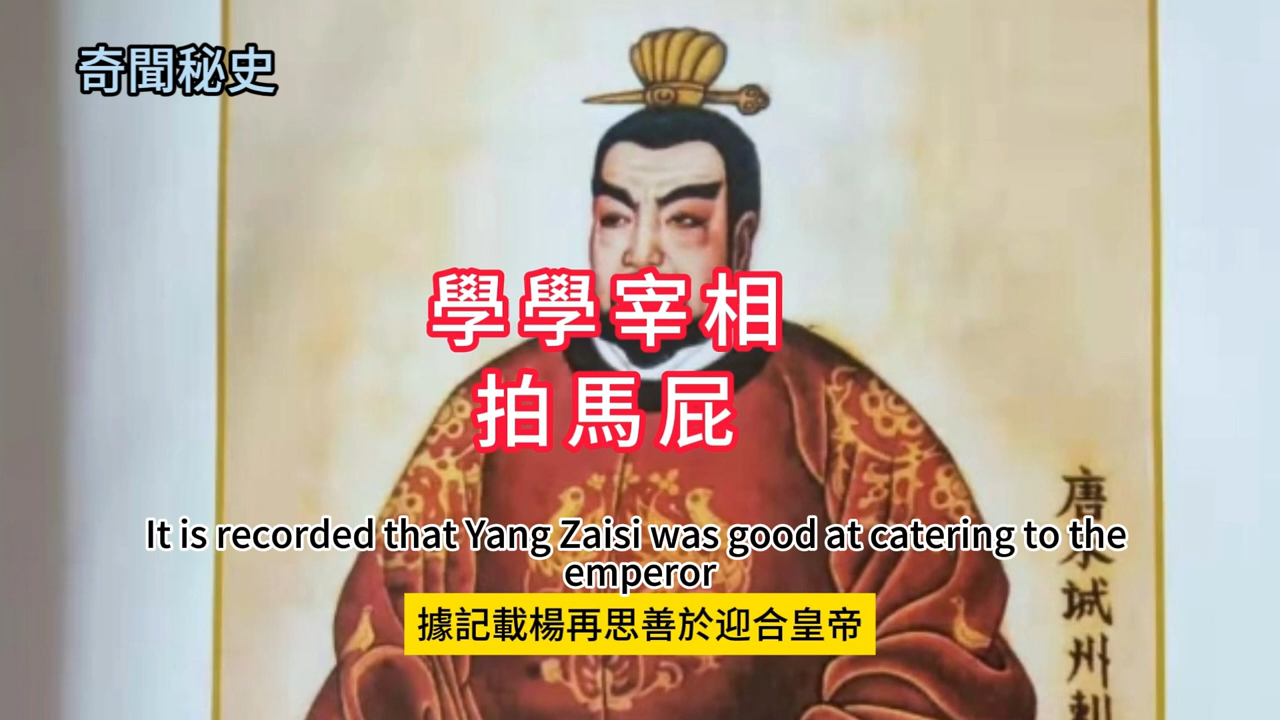 奇聞秘史
學學宰相
拍馬屁
It is recorded that Yang Zaisi was good at catering to the
emperor
據記載楊再思善於迎合皇帝
唐
城州刺